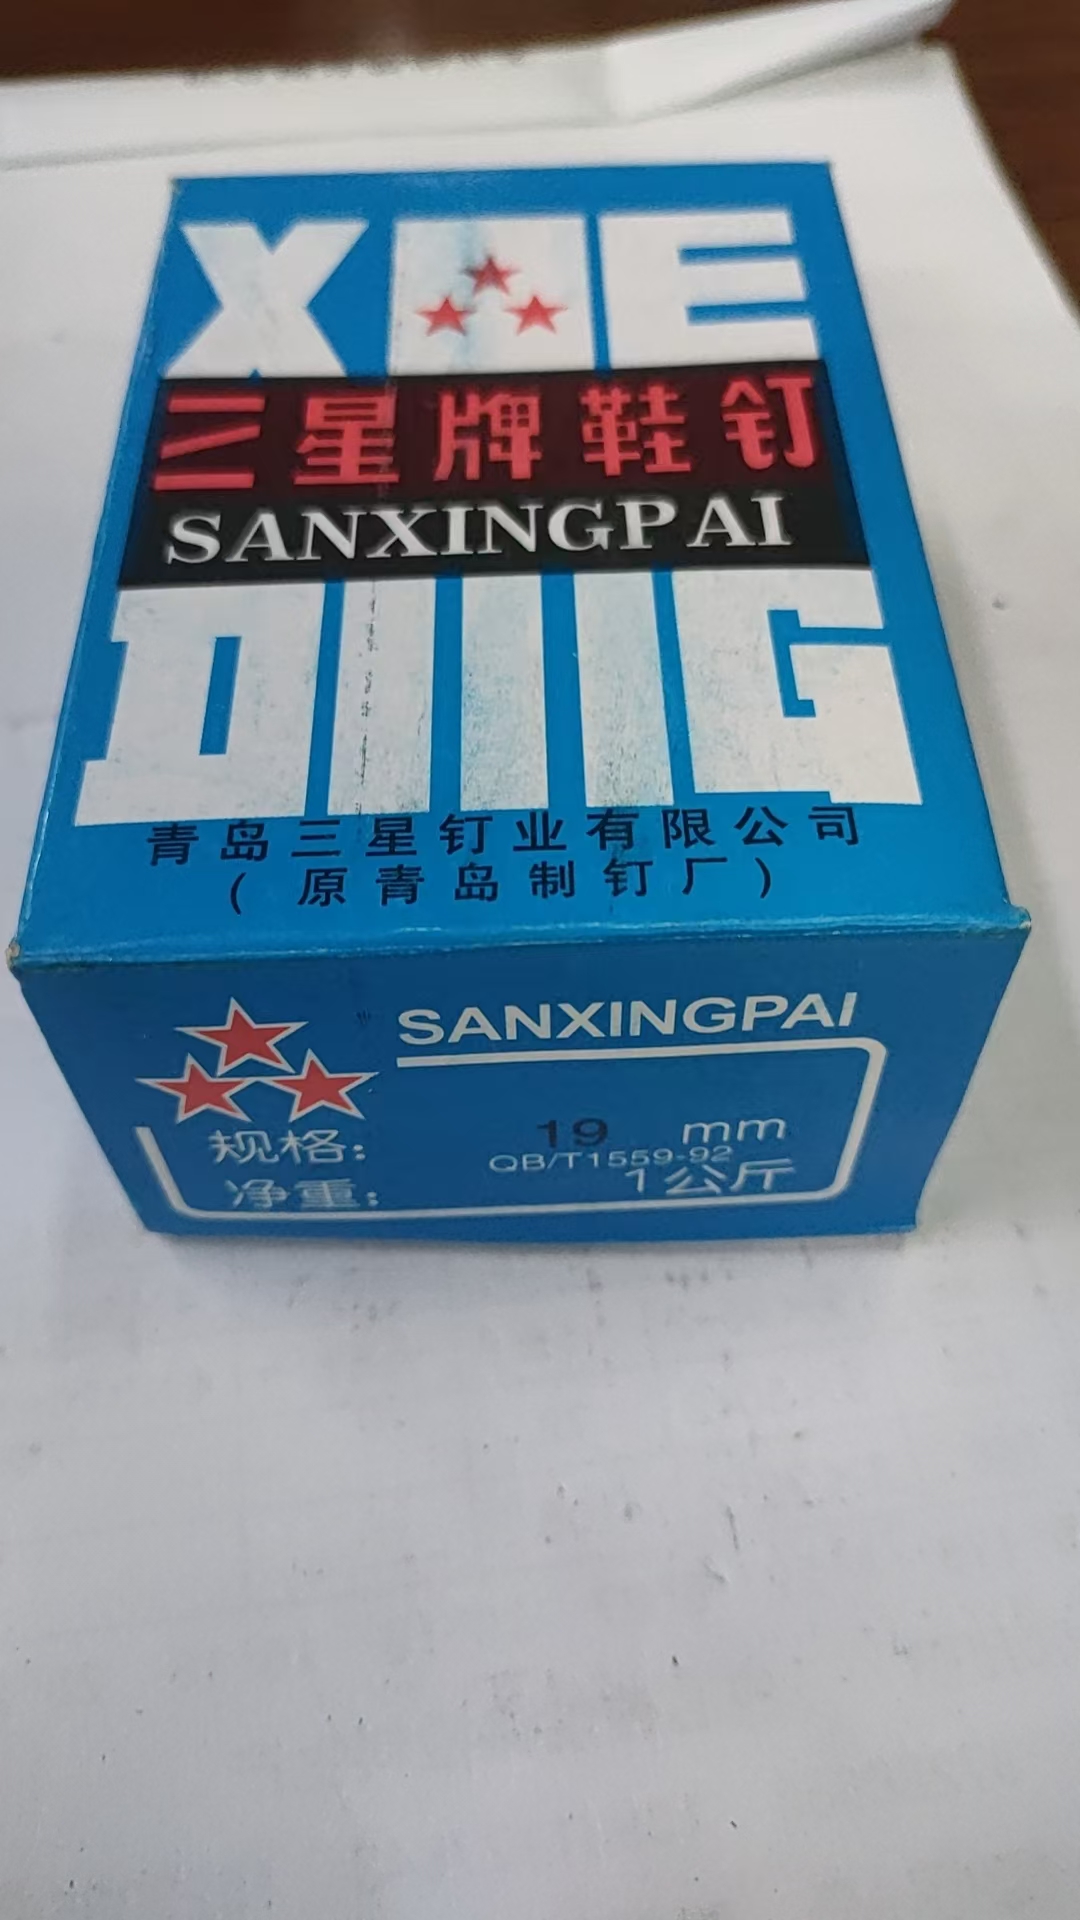 XIE
三星牌鞋钉
SANXINGPAI
DING
青岛三星钉业有限公司
(原青岛制钉厂)
SANXINGPAI
规格: 19 mm
QB/T1559-92
净重: 1公斤